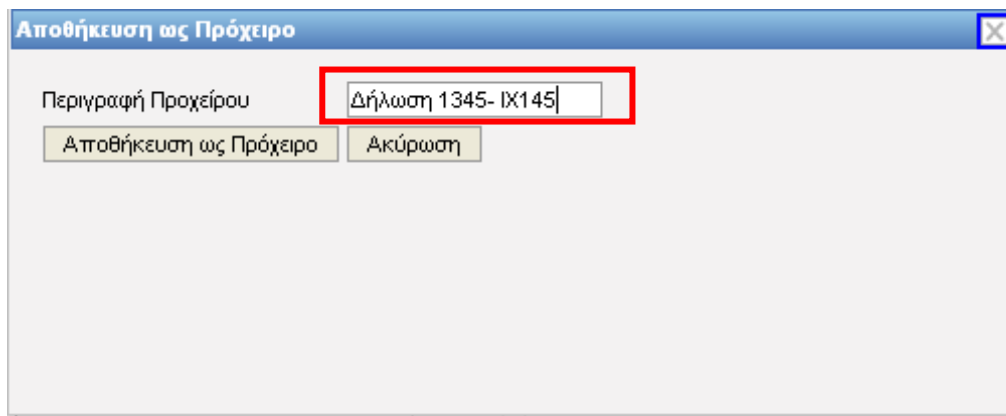 Αποθήκευση ως Πρόχειρο
Περιγραφή Προχείρου Δήλωση 1345- ΙΧ145
Αποθήκευση ως Πρόχειρο Ακύρωση